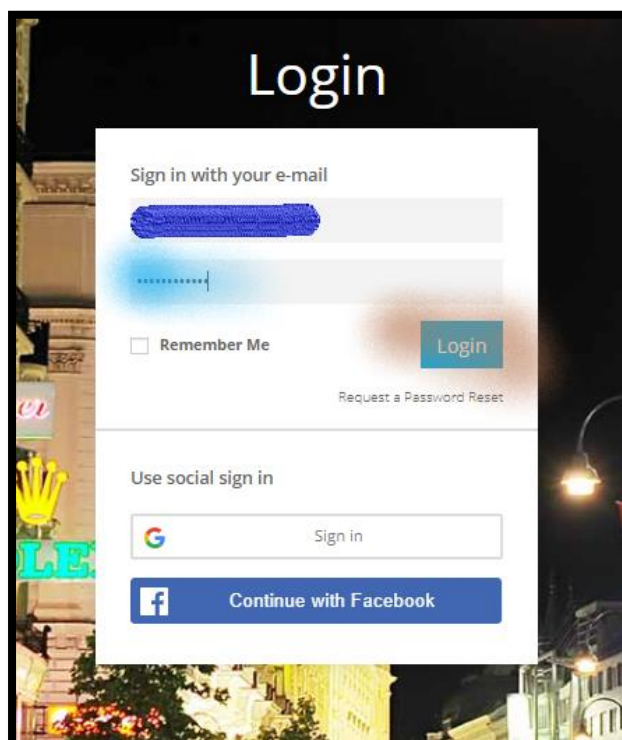 Login
Sign in with your e-mail
••••••••••••
Remember Me
Login
Request a Password Reset
Use social sign in
G Sign in
f Continue with Facebook